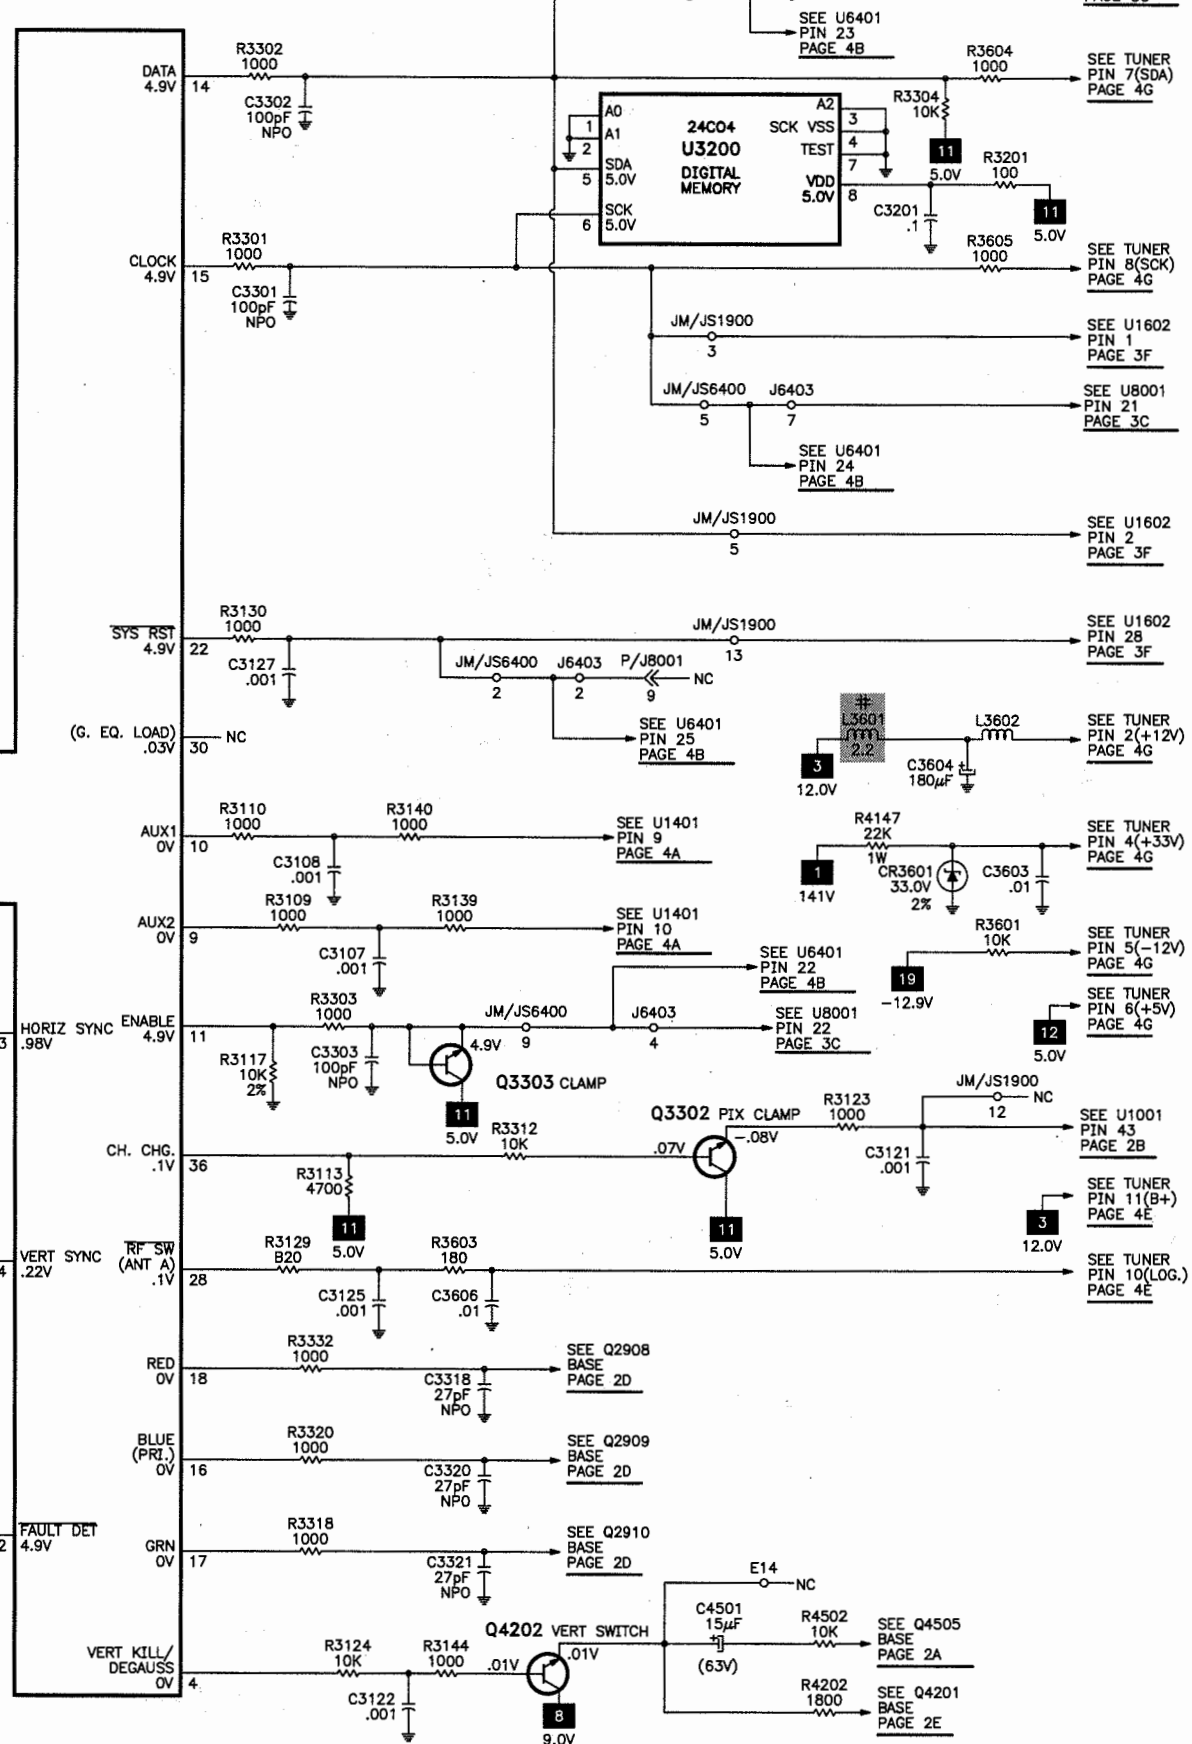 SEE U6401
PIN 23
PAGE 4B
DATA
4.9V
14
R3302
1000
C3302
100pF
NPO
A0
1
A1
2
SDA
5
5.0V
SCK
6
5.0V
24C04
U3200
DIGITAL
MEMORY
A2
3
SCK VSS
4
TEST
7
VDD
5.0V
8
R3304
10K
11
5.0V
R3604
1000
SEE TUNER
PIN 7(SDA)
PAGE 4G
R3201
100
C3201
.1
11
5.0V
CLOCK
4.9V
15
R3301
1000
C3301
100pF
NPO
R3605
1000
SEE TUNER
PIN 8(SCK)
PAGE 4G
JM/JS1900
3
SEE U1602
PIN 1
PAGE 3F
JM/JS6400
5
J6403
7
SEE U8001
PIN 21
PAGE 3C
SEE U6401
PIN 24
PAGE 4B
JM/JS1900
5
SEE U1602
PIN 2
PAGE 3F
SYS RST
4.9V
22
R3130
1000
C3127
.001
JM/JS1900
13
SEE U1602
PIN 28
PAGE 3F
JM/JS6400
2
J6403
2
P/J8001
9
NC
SEE U6401
PIN 25
PAGE 4B
(G. EQ. LOAD)
.03V
30
NC
#
L3601
2.2
3
12.0V
C3604
180µF
+
L3602
SEE TUNER
PIN 2(+12V)
PAGE 4G
AUX1
0V
10
R3110
1000
C3108
.001
R3140
1000
SEE U1401
PIN 9
PAGE 4A
R4147
22K
1W
1
141V
CR3601
33.0V
2%
C3603
.01
SEE TUNER
PIN 4(+33V)
PAGE 4G
AUX2
0V
9
R3109
1000
C3107
.001
R3139
1000
SEE U1401
PIN 10
PAGE 4A
R3601
10K
19
-12.9V
SEE TUNER
PIN 5(-12V)
PAGE 4G
SEE U6401
PIN 22
PAGE 4B
12
5.0V
SEE TUNER
PIN 6(+5V)
PAGE 4G
3
HORIZ SYNC
.98V
ENABLE
4.9V
11
R3117
10K
2%
R3303
1000
C3303
100pF
NPO
4.9V
Q3303 CLAMP
11
5.0V
JM/JS6400
9
J6403
4
SEE U8001
PIN 22
PAGE 3C
CH. CHG.
.1V
36
R3113
4700
11
5.0V
R3312
10K
.07V
Q3302 PIX CLAMP
-.08V
11
5.0V
R3123
1000
C3121
.001
JM/JS1900
12
NC
SEE U1001
PIN 43
PAGE 2B
3
12.0V
SEE TUNER
PIN 11(B+)
PAGE 4E
4
VERT SYNC
.22V
RF SW
(ANT A)
.1V
28
R3129
B20
C3125
.001
R3603
180
C3606
.01
SEE TUNER
PIN 10(LOG.)
PAGE 4E
RED
0V
18
R3332
1000
C3318
27pF
NPO
SEE Q2908
BASE
PAGE 2D
BLUE
(PRI.)
0V
16
R3320
1000
C3320
27pF
NPO
SEE Q2909
BASE
PAGE 2D
2
FAULT DET
4.9V
GRN
0V
17
R3318
1000
C3321
27pF
NPO
SEE Q2910
BASE
PAGE 2D
VERT KILL/
DEGAUSS
0V
4
R3124
10K
C3122
.001
R3144
1000
.01V
Q4202 VERT SWITCH
.01V
8
9.0V
E14
NC
C4501
15µF
+
(63V)
R4502
10K
SEE Q4505
BASE
PAGE 2A
R4202
1800
SEE Q4201
BASE
PAGE 2E